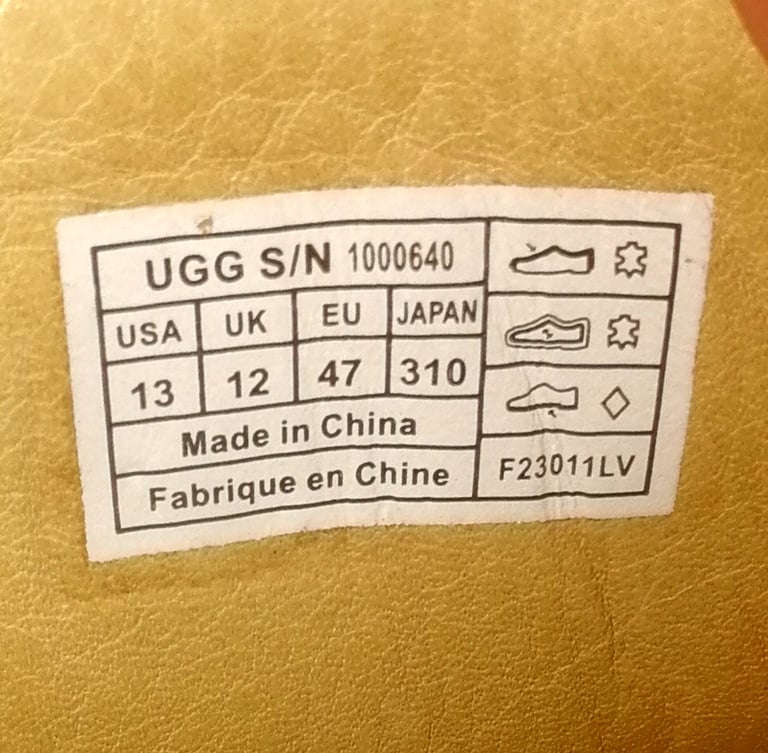 UGG S/N 1000640
USA UK EU JAPAN
13 12 47 310
Made in China
Fabrique en Chine
F23011LV